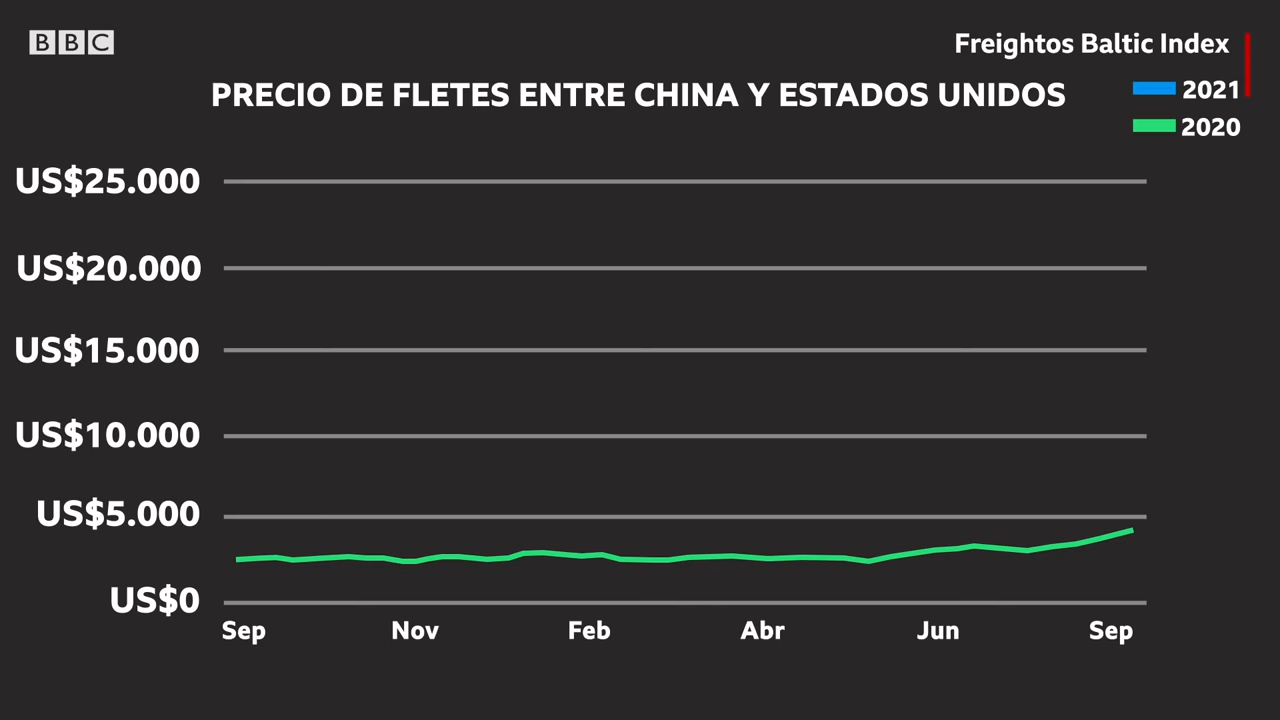 BBC
Freightos Baltic Index
PRECIO DE FLETES ENTRE CHINA Y ESTADOS UNIDOS
2021
2020
US$25.000
US$20.000
US$15.000
US$10.000
US$5.000
US$0
Sep Nov Feb Abr Jun Sep